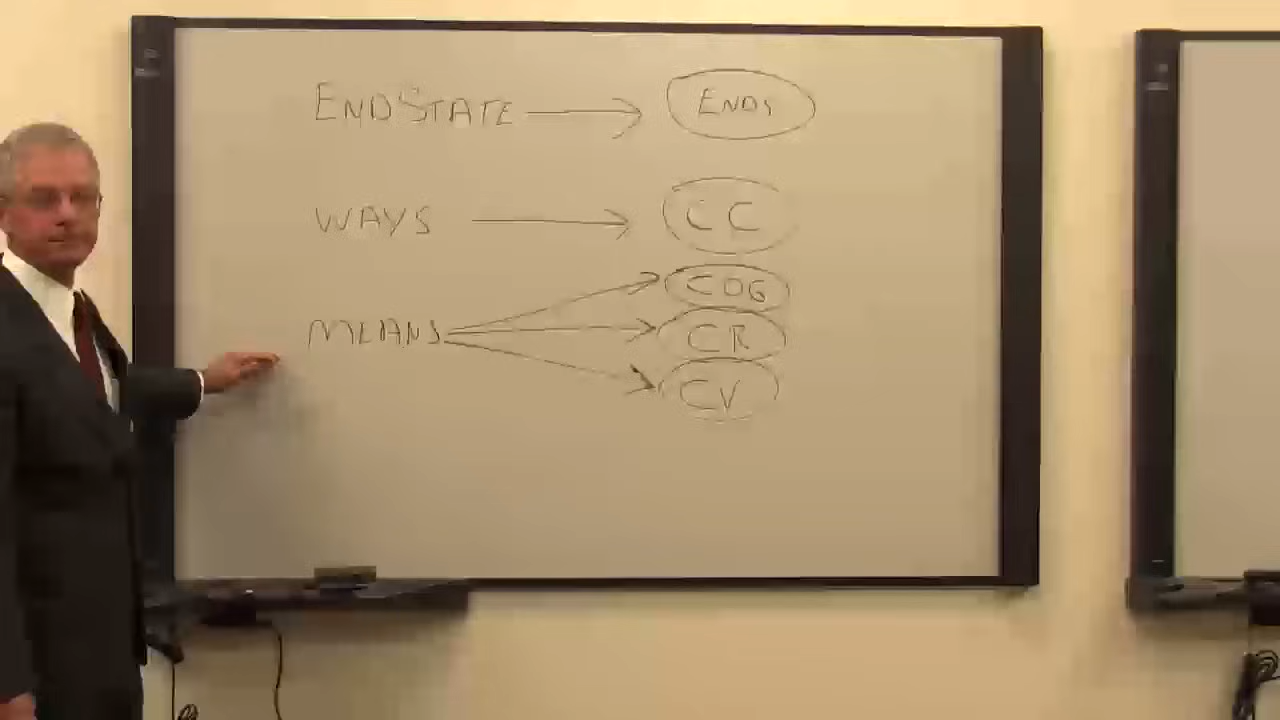 ENDSTATE → ENDS
WAYS → CC
MEANS → COG
CR
CV